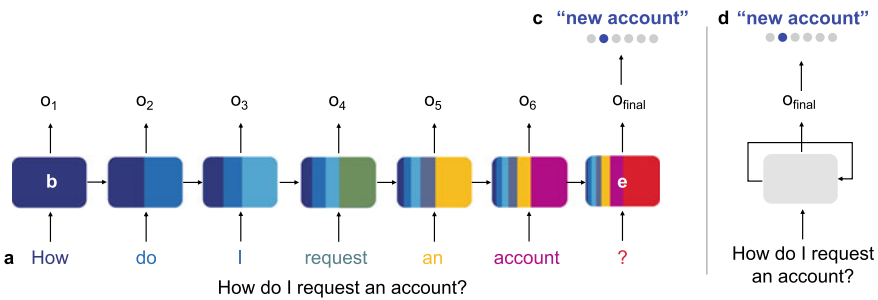 c “new account”
d “new account”
o1 o2 o3 o4 o5 o6 ofinal
ofinal
b
e
a How do I request an account ?
How do I request an account?
How do I request
an account?